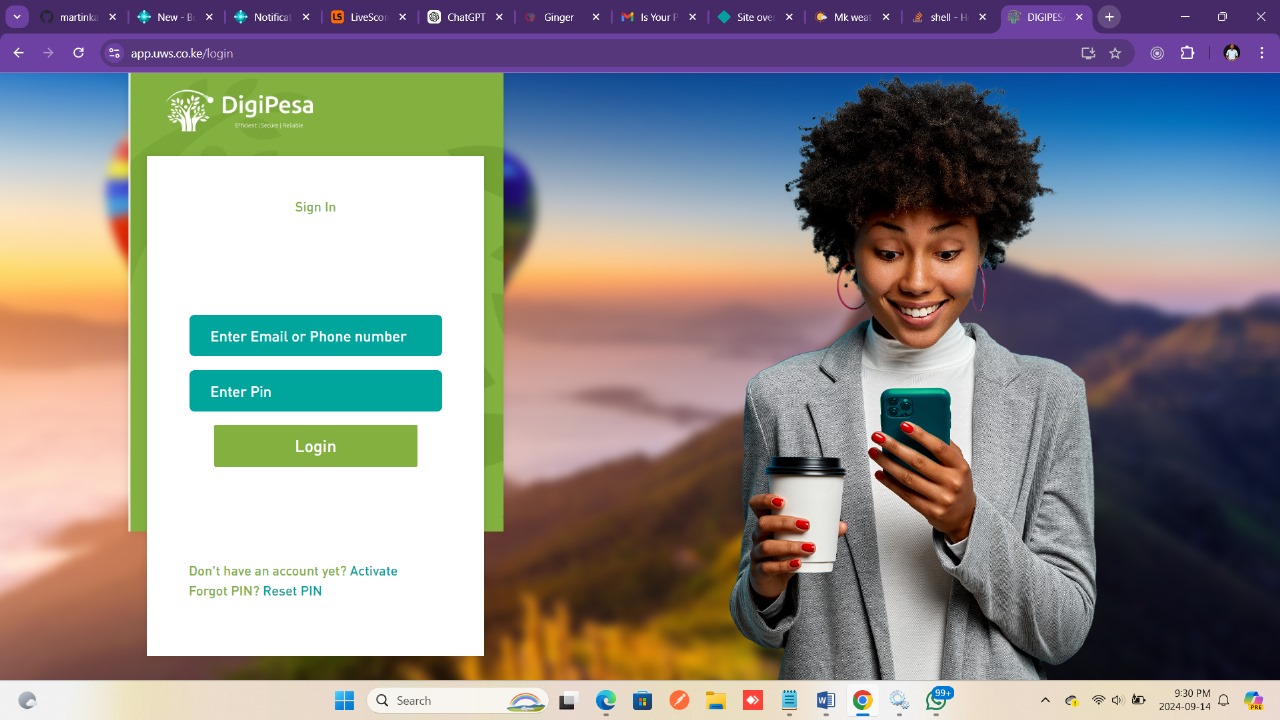 martinka
New - B
Notificat
LiveScor
ChatGPT
Ginger
Is Your P
Site ove
Mk weat
shell - H
DIGIPES
app.uws.co.ke/login
DigiPesa
Efficient | Secure | Reliable
Sign In
Enter Email or Phone number
Enter Pin
Login
Don't have an account yet? Activate
Forgot PIN? Reset PIN
Search
99+
9:30 PM
2024-09-14
PRE